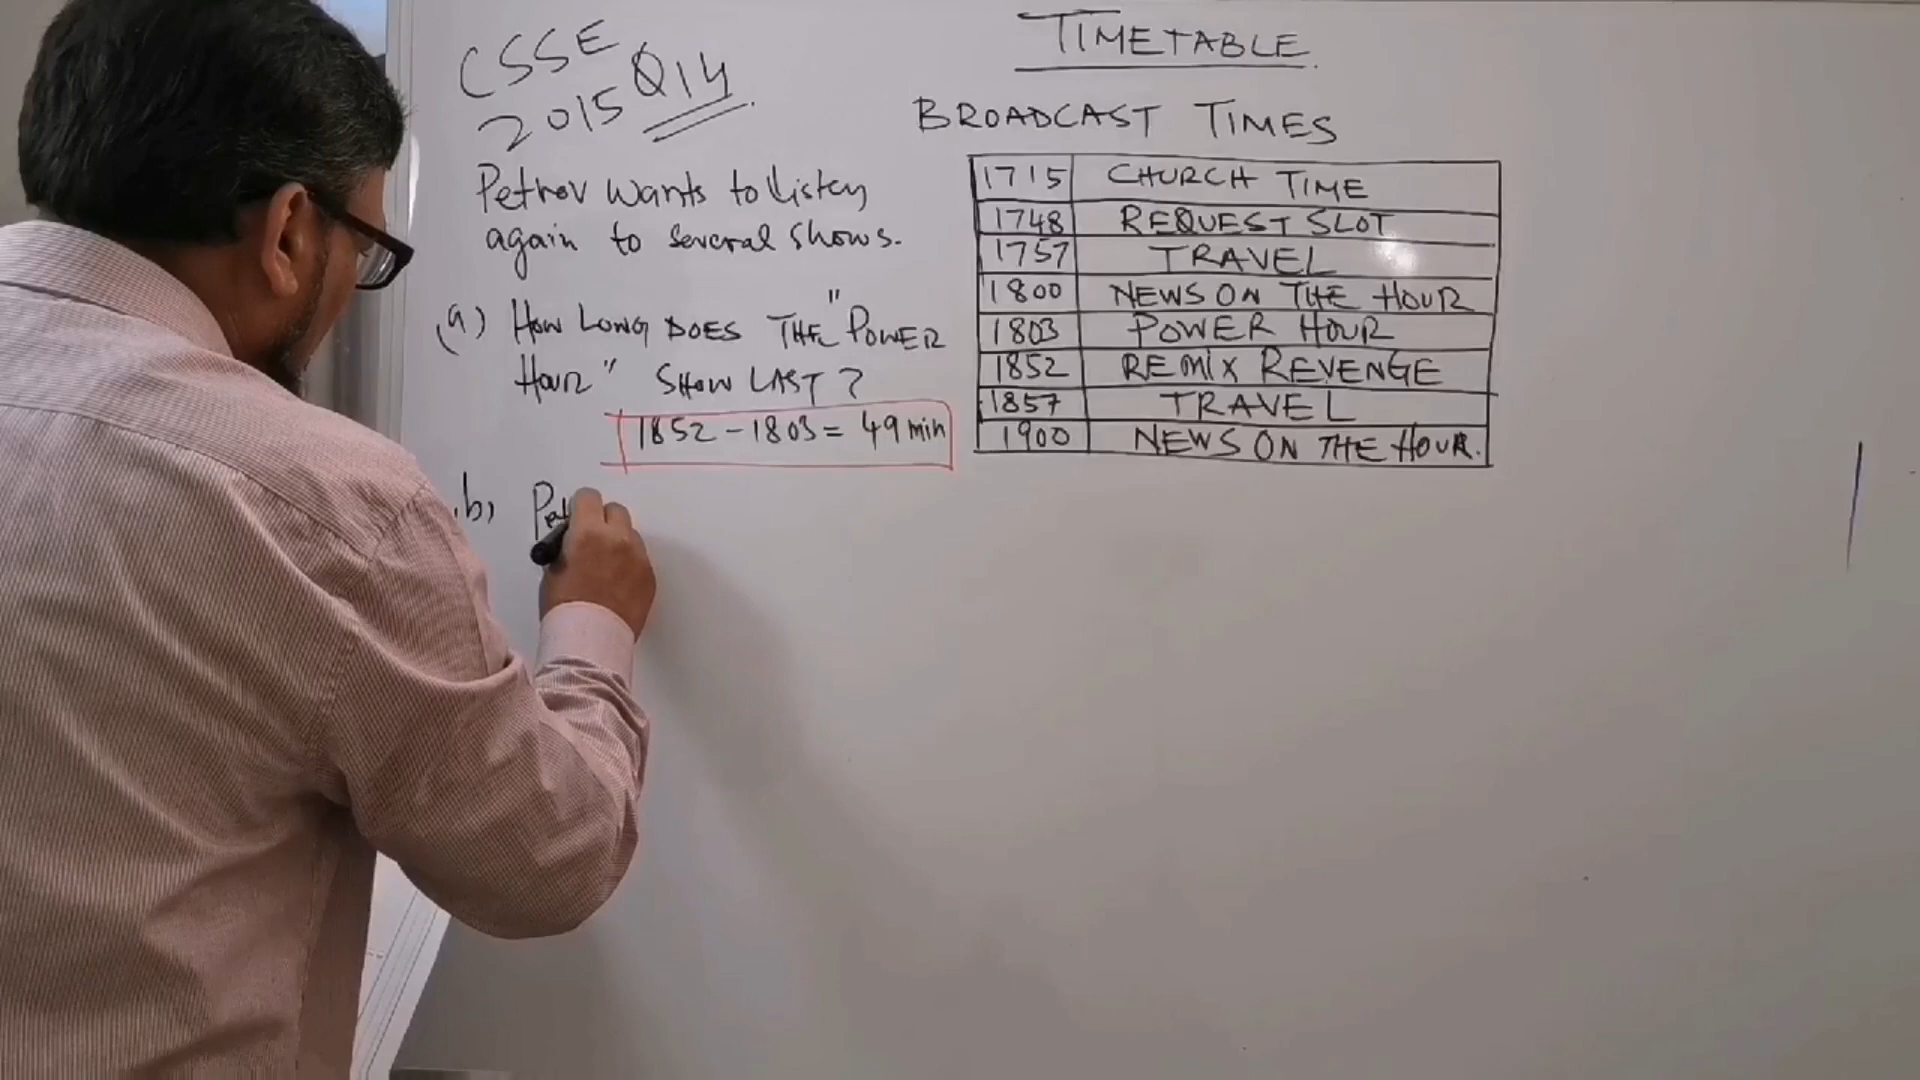 CSSE
2015 Q14
Petrov wants to listen
again to several shows.
(a) HOW LONG DOES THE "POWER
HOUR" SHOW LAST?
1852 - 1803 = 49 min
b)
TIMETABLE
BROADCAST TIMES
1715 CHURCH TIME
1748 REQUEST SLOT
1757 TRAVEL
1800 NEWS ON THE HOUR
1803 POWER HOUR
1852 REMIX REVENGE
1857 TRAVEL
1900 NEWS ON THE HOUR.